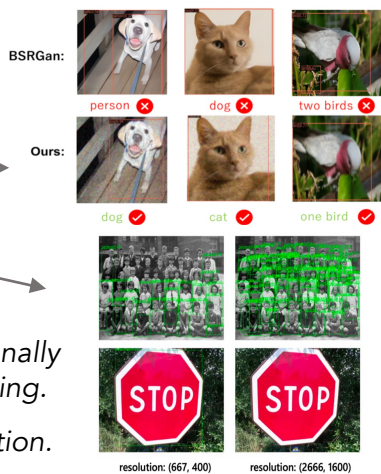 BSRGan:
person dog two birds
Ours:
dog cat one bird
nally
ing.
tion.
STOP STOP
resolution: (667, 400) resolution: (2666, 1600)